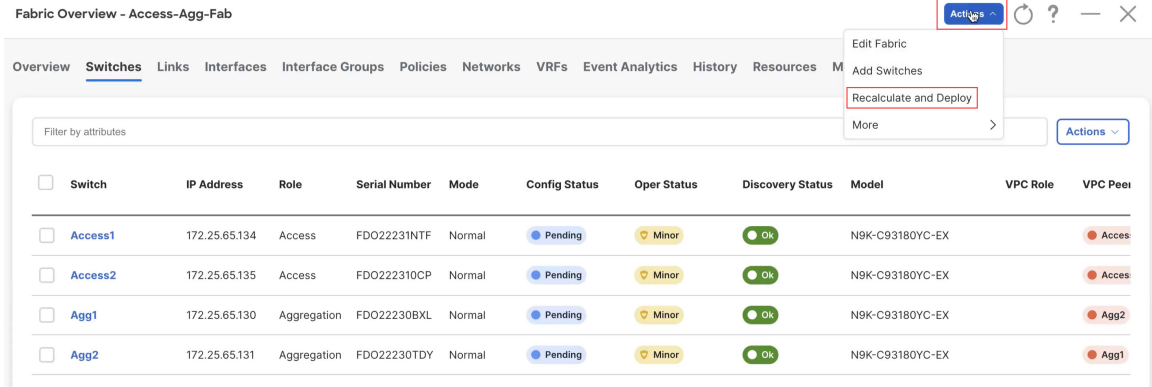 Fabric Overview - Access-Agg-Fab
Actions
?
Edit Fabric
Add Switches
Recalculate and Deploy
More
Overview Switches Links Interfaces Interface Groups Policies Networks VRFs Event Analytics History Resources M
Filter by attributes
Actions
Switch IP Address Role Serial Number Mode Config Status Oper Status Discovery Status Model VPC Role VPC Peer
Access1 172.25.65.134 Access FDO22231NTF Normal Pending Minor Ok N9K-C93180YC-EX Access
Access2 172.25.65.135 Access FDO222310CP Normal Pending Minor Ok N9K-C93180YC-EX Access
Agg1 172.25.65.130 Aggregation FDO22230BXL Normal Pending Minor Ok N9K-C93180YC-EX Agg2
Agg2 172.25.65.131 Aggregation FDO22230TDY Normal Pending Minor Ok N9K-C93180YC-EX Agg1